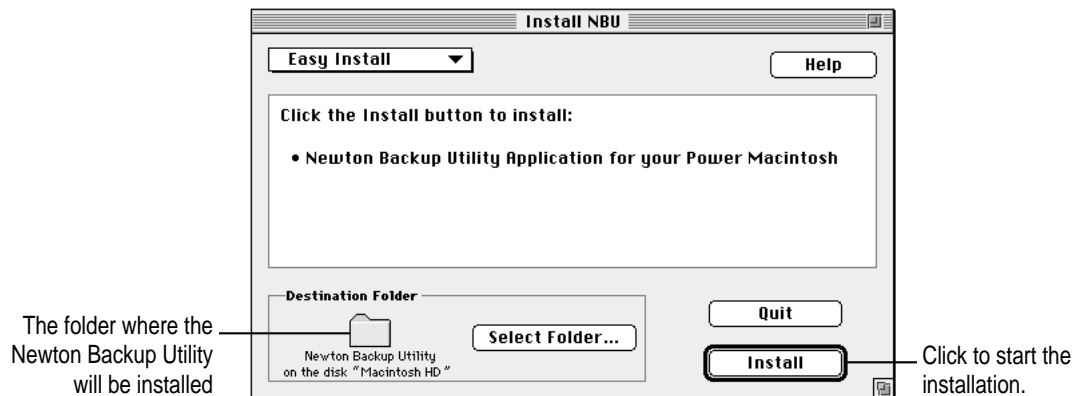 Install NBU
Easy Install
Help
Click the Install button to install:
• Newton Backup Utility Application for your Power Macintosh
Destination Folder
Newton Backup Utility
on the disk “Macintosh HD”
Select Folder...
Quit
Install
The folder where the
Newton Backup Utility
will be installed
Click to start the
installation.